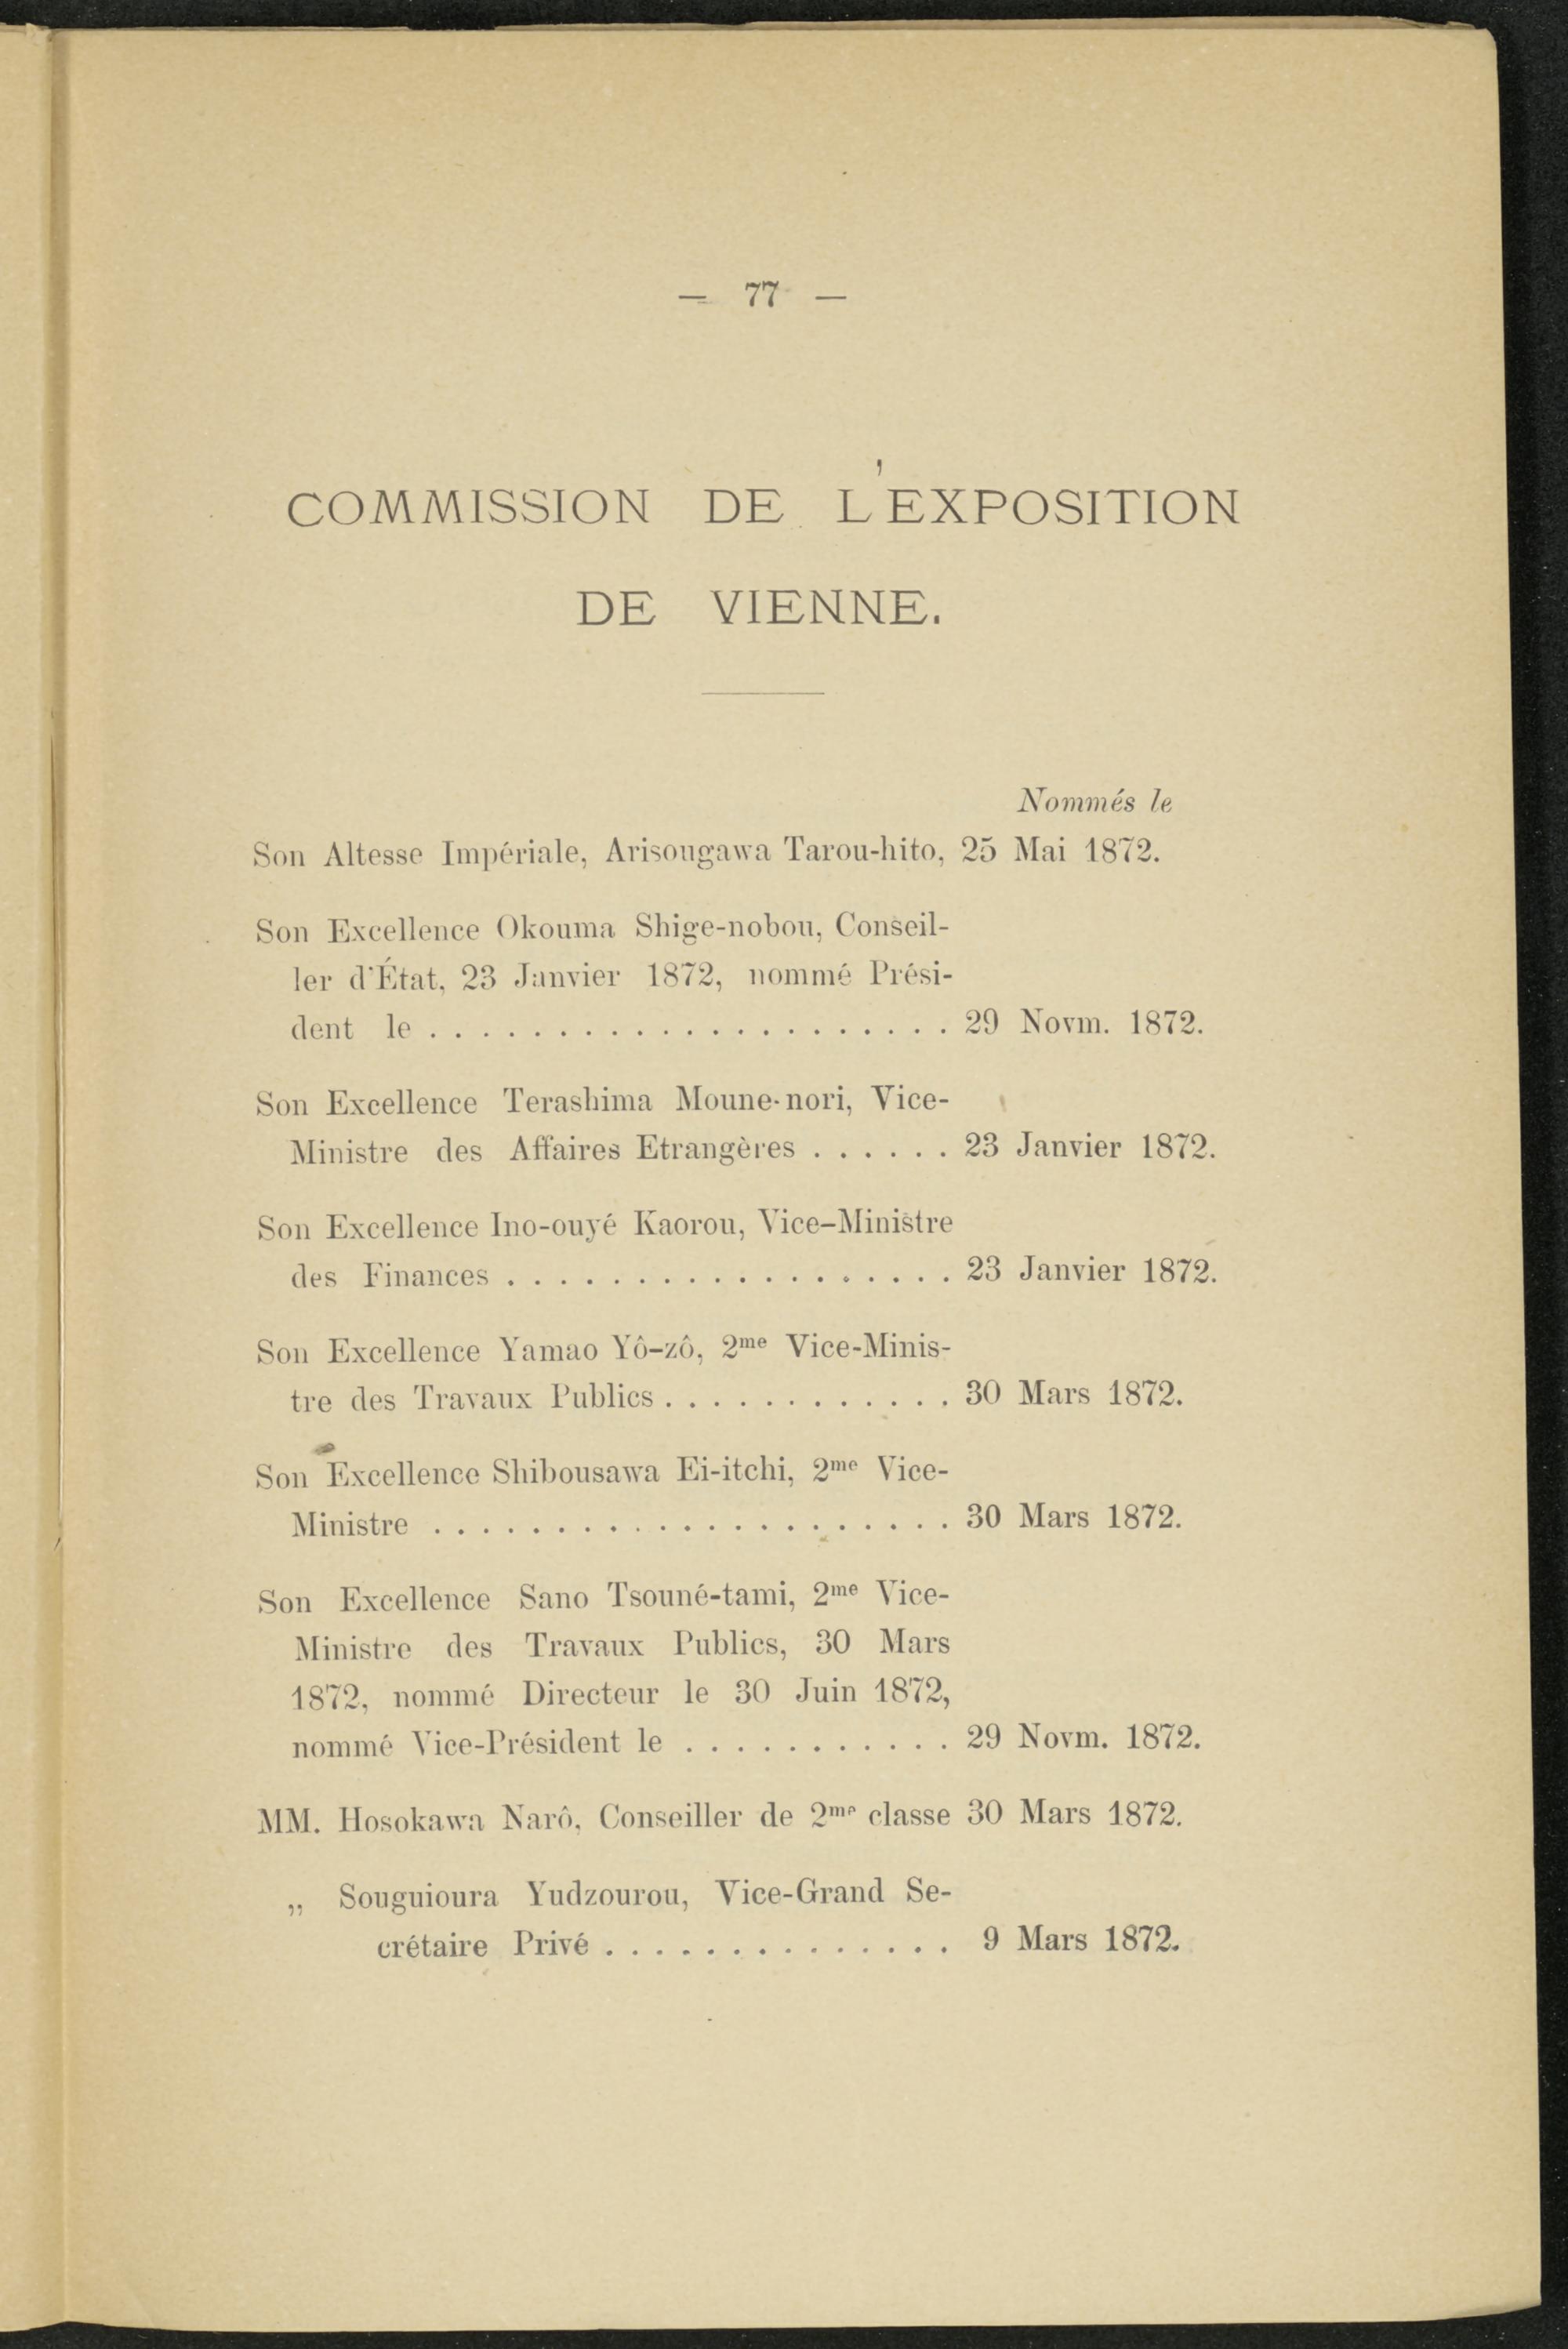 — 77 —
COMMISSION DE L'EXPOSITION
DE VIENNE.
Nommés le
Son Altesse Impériale, Arisougawa Tarou-hito, 25 Mai 1872.
Son Excellence Okouma Shige-nobou, Conseil-
ler d'État, 23 Janvier 1872, nommé Prési-
dent le . . . . . . . . . . . . . . . . . . . . . 29 Novm. 1872.
Son Excellence Terashima Moune-nori, Vice-
Ministre des Affaires Etrangères . . . . . . 23 Janvier 1872.
Son Excellence Ino-ouyé Kaorou, Vice-Ministre
des Finances . . . . . . . . . . . . . . . . . . 23 Janvier 1872.
Son Excellence Yamao Yô-zô, 2me Vice-Minis-
tre des Travaux Publics . . . . . . . . . . . . 30 Mars 1872.
Son Excellence Shibousawa Ei-itchi, 2me Vice-
Ministre . . . . . . . . . . . . . . . . . . . . . 30 Mars 1872.
Son Excellence Sano Tsouné-tami, 2me Vice-
Ministre des Travaux Publics, 30 Mars
1872, nommé Directeur le 30 Juin 1872,
nommé Vice-Président le . . . . . . . . . . . 29 Novm. 1872.
MM. Hosokawa Narô, Conseiller de 2me classe 30 Mars 1872.
„ Souguioura Yudzourou, Vice-Grand Se-
crétaire Privé . . . . . . . . . . . . . . 9 Mars 1872.